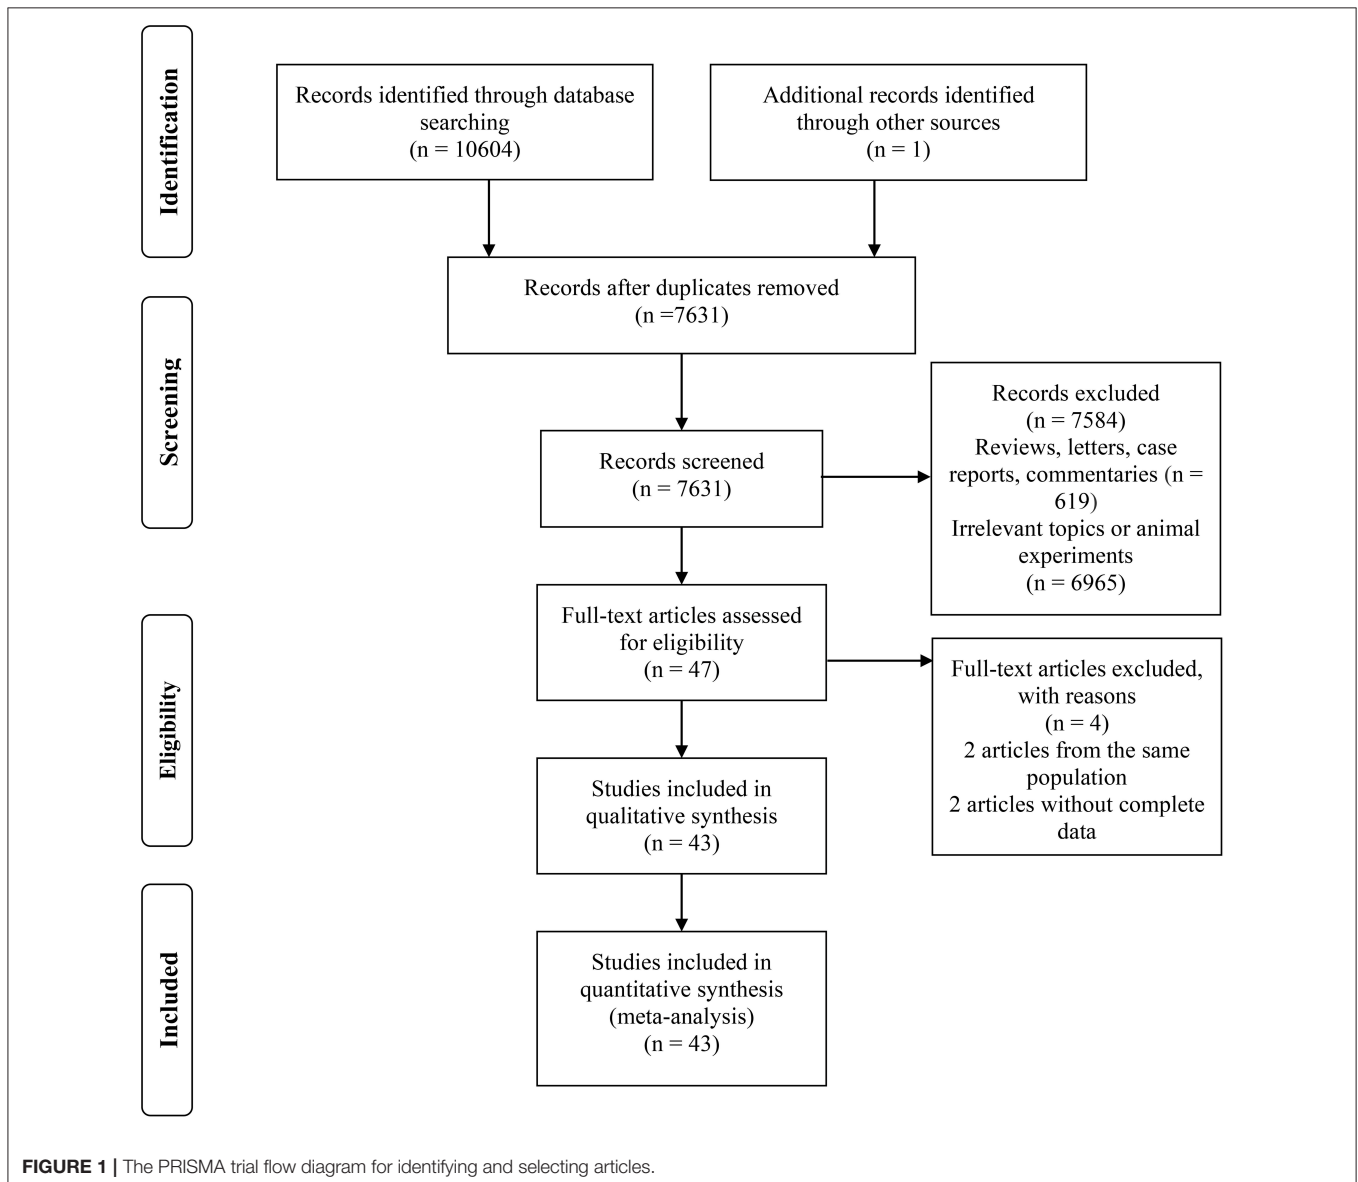 Identification
Records identified through database
searching
(n = 10604)
Additional records identified
through other sources
(n = 1)
Records after duplicates removed
(n =7631)
Screening
Records screened
(n = 7631)
Records excluded
(n = 7584)
Reviews, letters, case
reports, commentaries (n =
619)
Irrelevant topics or animal
experiments
(n = 6965)
Eligibility
Full-text articles assessed
for eligibility
(n = 47)
Full-text articles excluded,
with reasons
(n = 4)
2 articles from the same
population
2 articles without complete
data
Studies included in
qualitative synthesis
(n = 43)
Included
Studies included in
quantitative synthesis
(meta-analysis)
(n = 43)
FIGURE 1 | The PRISMA trial flow diagram for identifying and selecting articles.